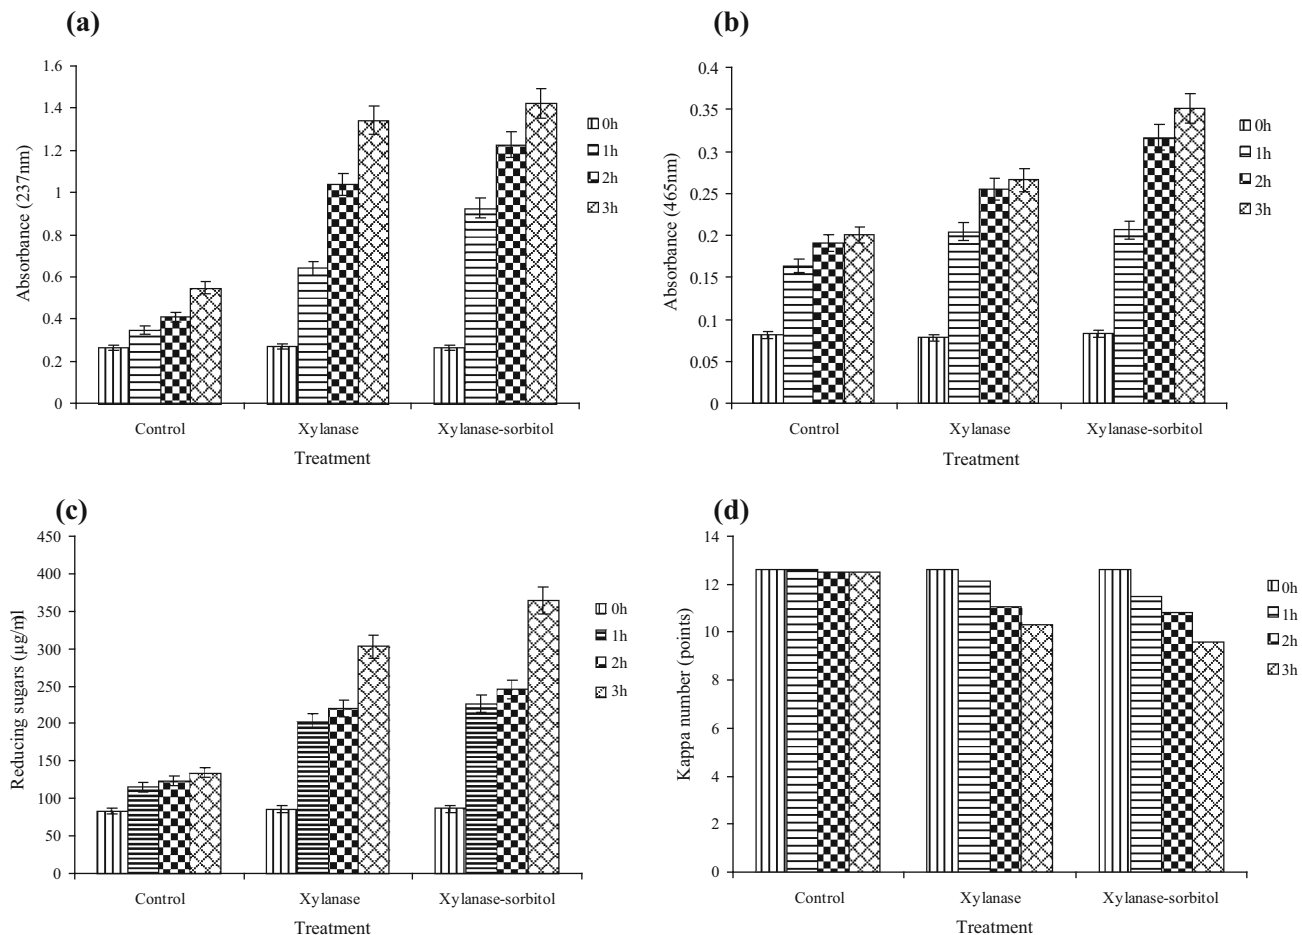 (a)
Absorbance (237nm)
1.6
1.4
1.2
1
0.8
0.6
0.4
0.2
0
Control
Xylanase
Xylanase-sorbitol
Treatment
0h
1h
2h
3h
(b)
Absorbance (465nm)
0.4
0.35
0.3
0.25
0.2
0.15
0.1
0.05
0
Control
Xylanase
Xylanase-sorbitol
Treatment
0h
1h
2h
3h
(c)
Reducing sugars (µg/ml)
450
400
350
300
250
200
150
100
50
0
Control
Xylanase
Xylanase-sorbitol
Treatment
0h
1h
2h
3h
(d)
Kappa number (points)
14
12
10
8
6
4
2
0
Control
Xylanase
Xylanase-sorbitol
Treatment
0h
1h
2h
3h